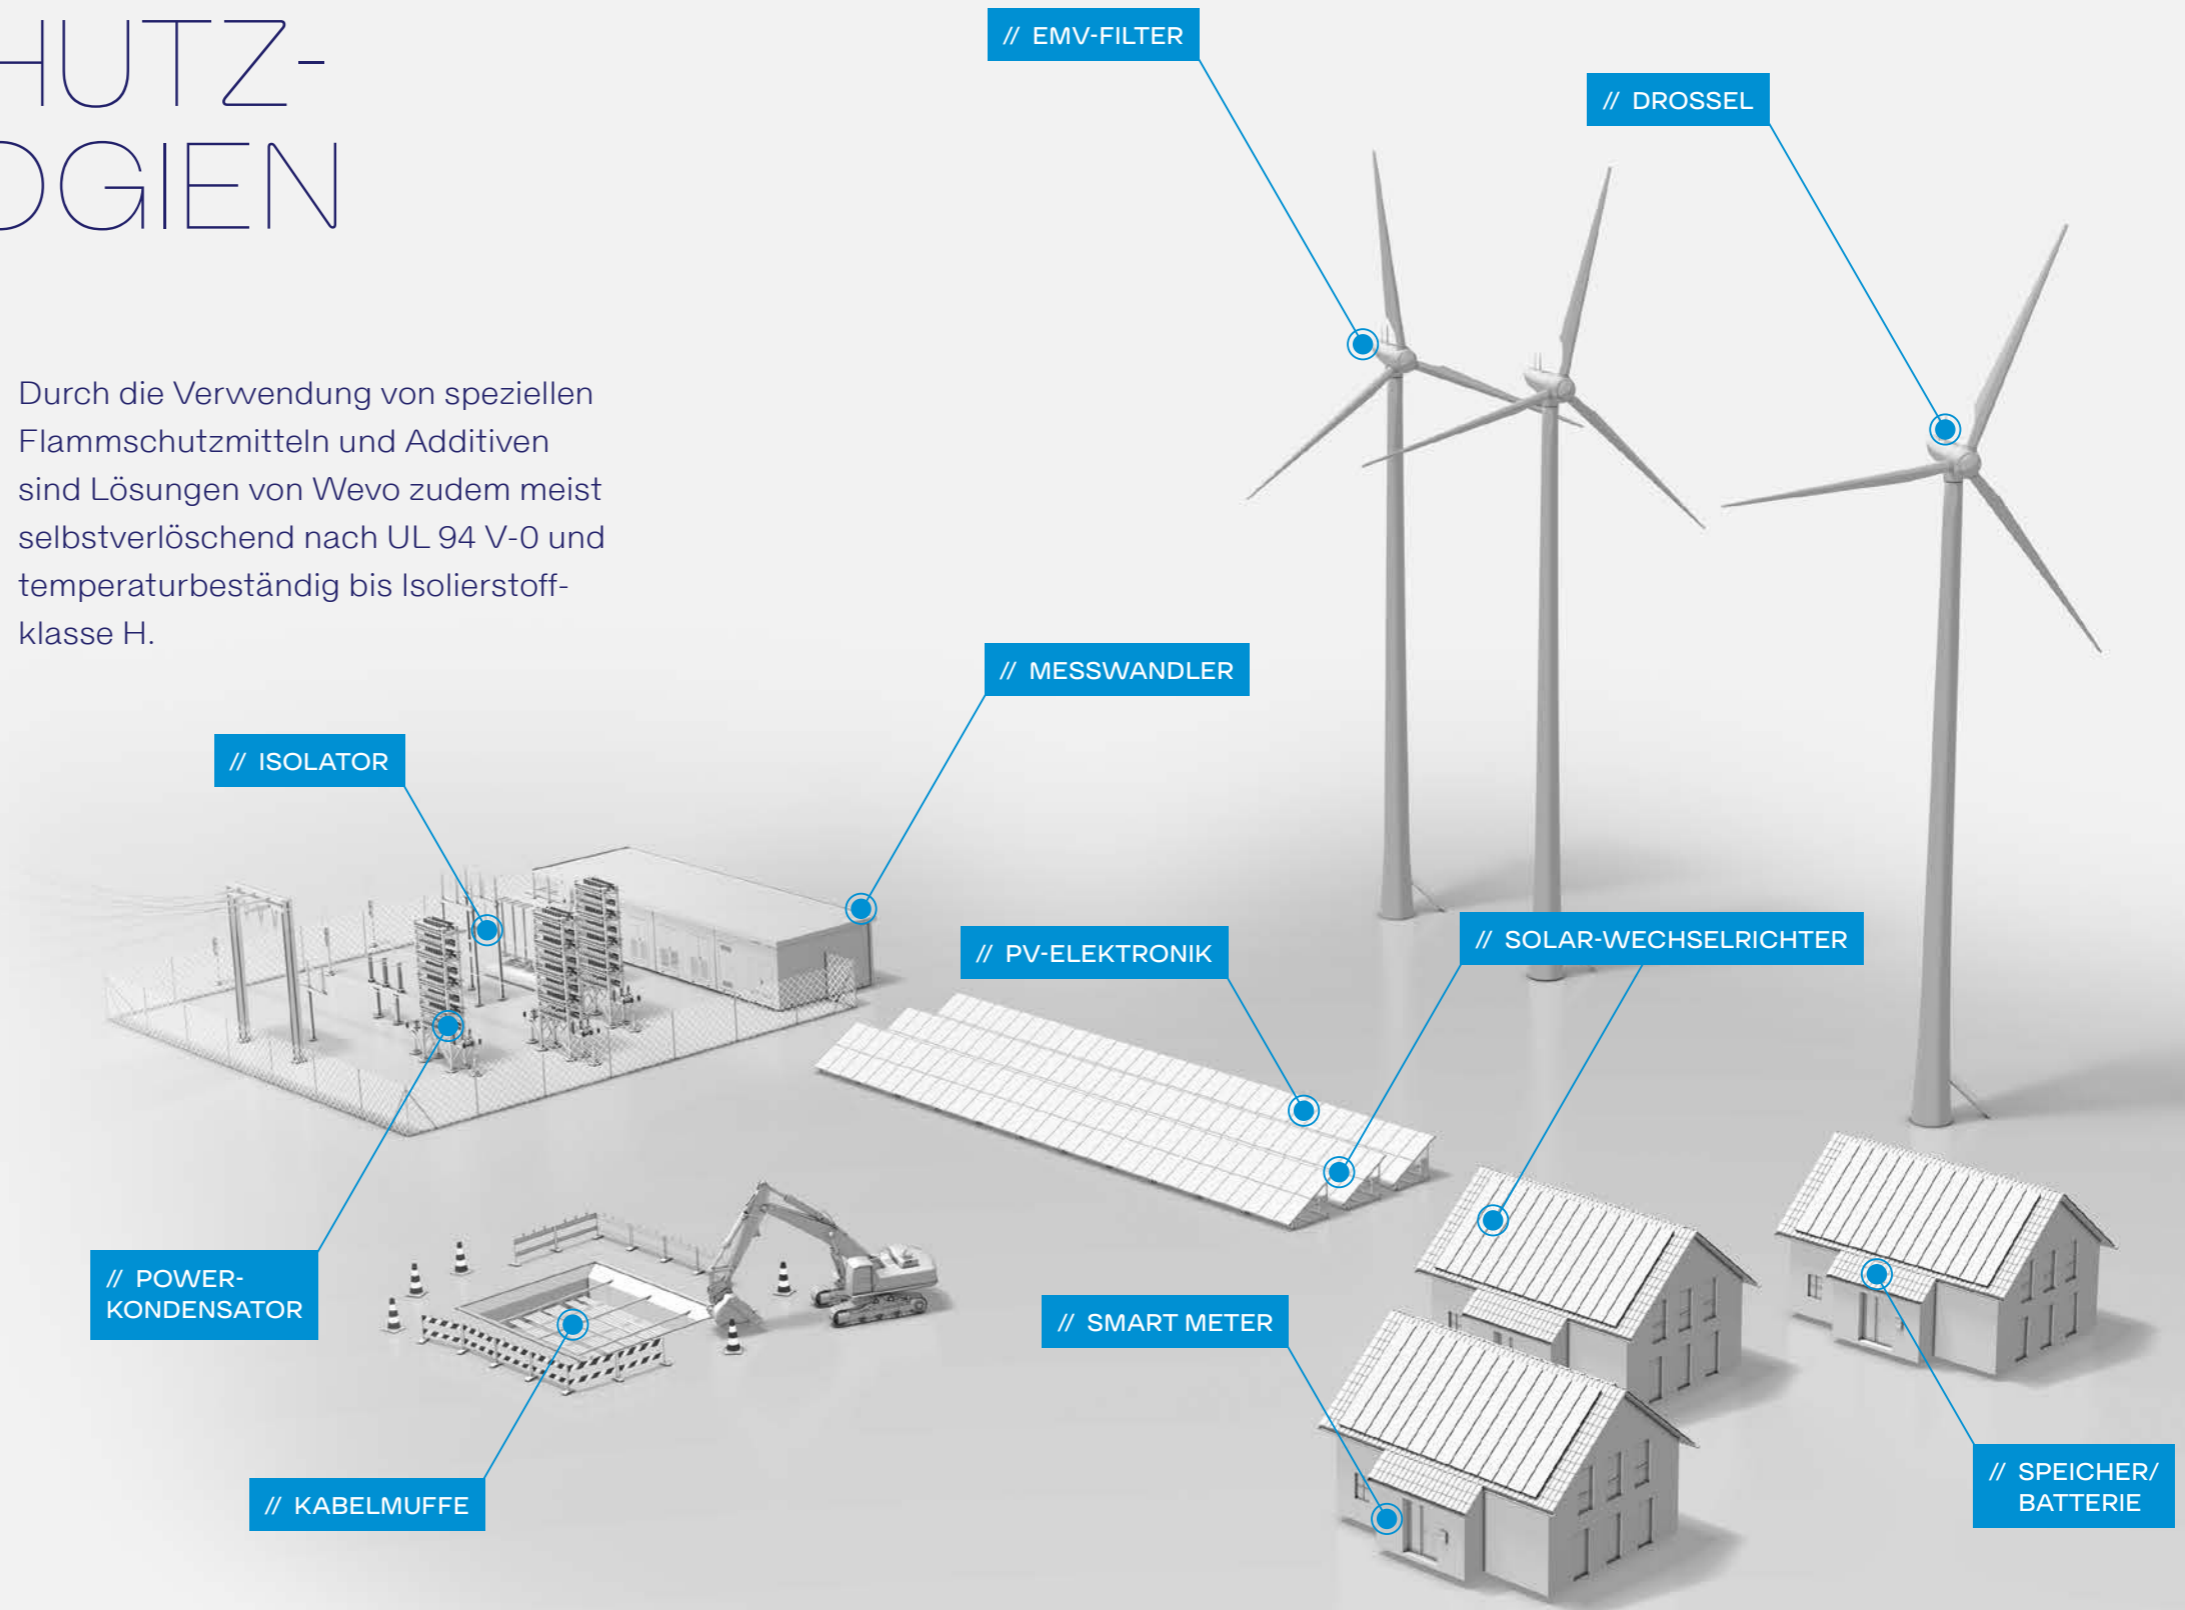 HUTZ-
OGIEN
Durch die Verwendung von speziellen
Flammschutzmitteln und Additiven
sind Lösungen von Wevo zudem meist
selbstverlöschend nach UL 94 V-0 und
temperaturbeständig bis Isolierstoff-
klasse H.
// EMV-FILTER
// DROSSEL
// MESSWANDLER
// ISOLATOR
// PV-ELEKTRONIK
// SOLAR-WECHSELRICHTER
// POWER-
KONDENSATOR
// SMART METER
// KABELMUFFE
// SPEICHER/
BATTERIE